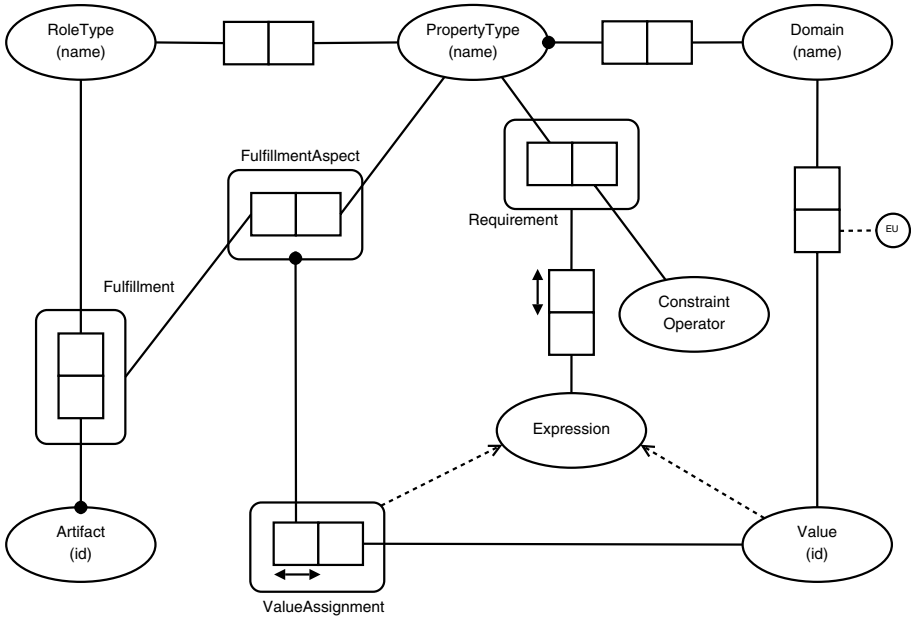 RoleType
(name)
PropertyType
(name)
Domain
(name)
FulfillmentAspect
Requirement
EU
Fulfillment
Constraint
Operator
Expression
Artifact
(id)
Value
(id)
ValueAssignment